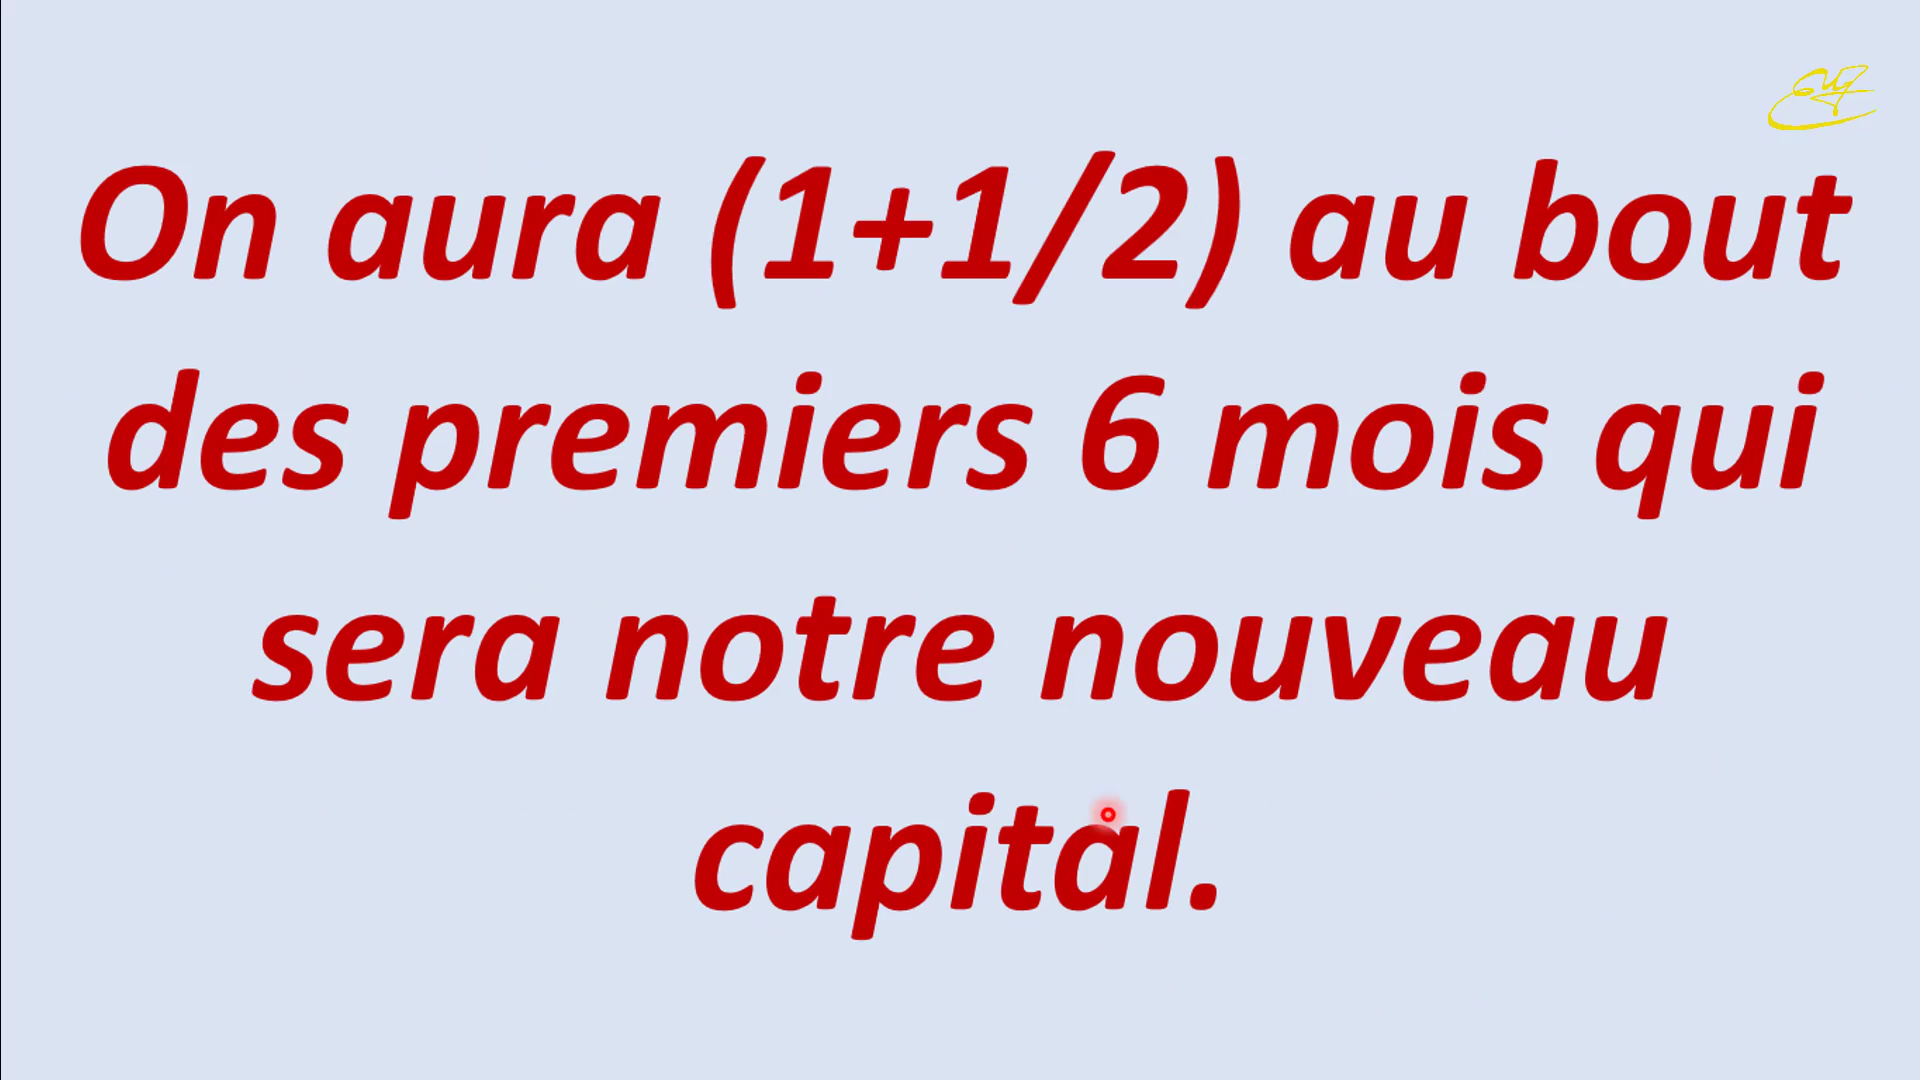 On aura (1+1/2) au bout
des premiers 6 mois qui
sera notre nouveau
capital.